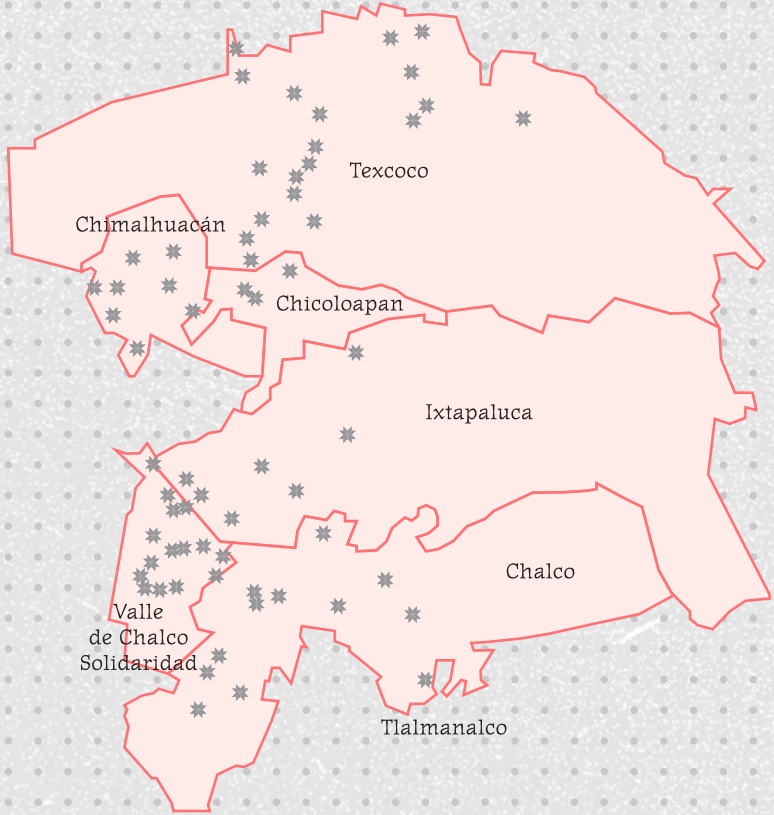 Texcoco
Chimalhuacán
Chicoloapan
Ixtapaluca
Chalco
Valle
de Chalco
Solidaridad
Tlalmanalco